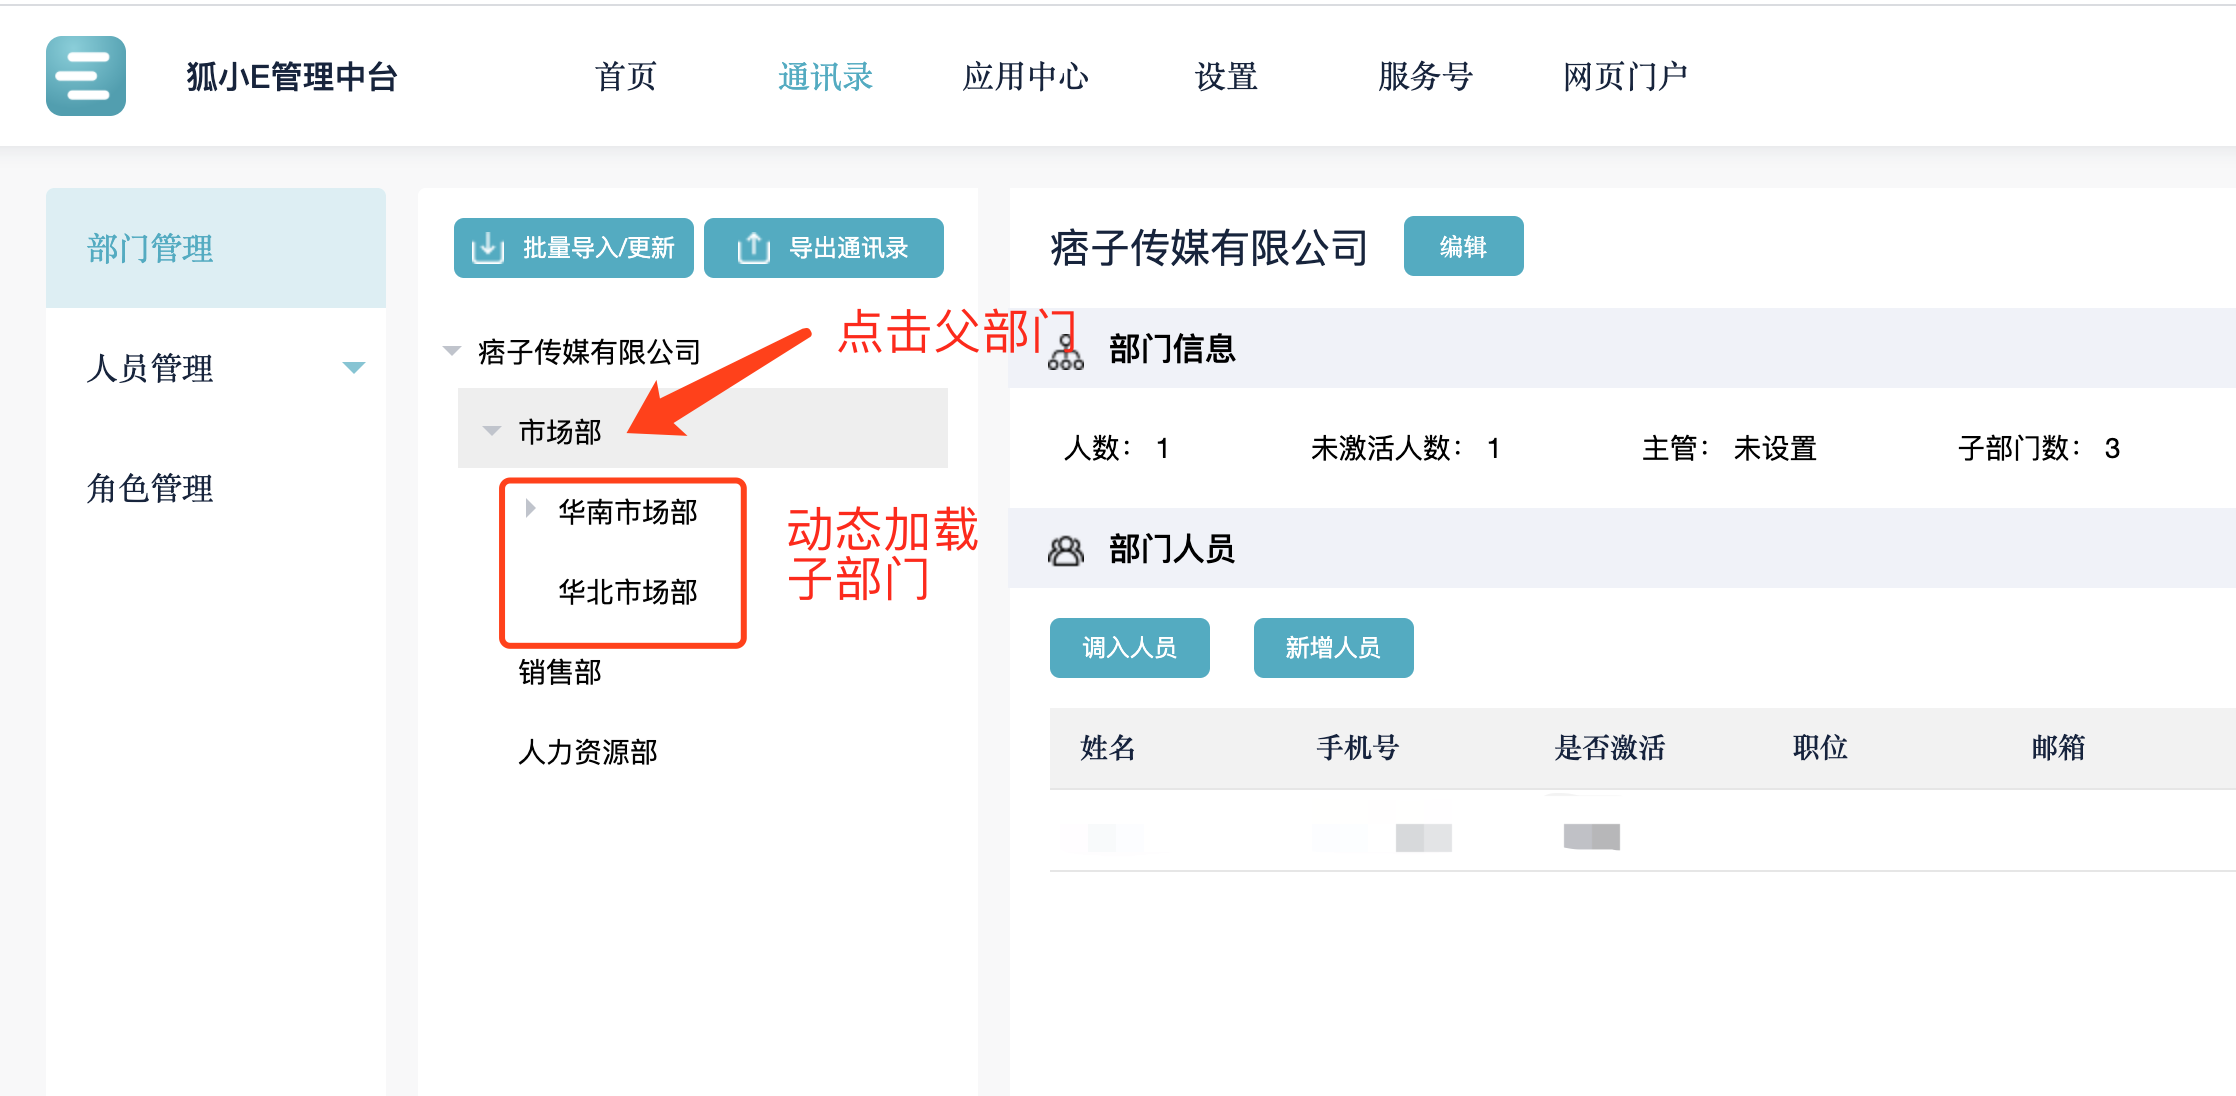 狐小E管理中台
首页
通讯录
应用中心
设置
服务号
网页门户
部门管理
人员管理
角色管理
批量导入/更新
导出通讯录
痞子传媒有限公司
市场部
华南市场部
华北市场部
销售部
人力资源部
点击父部门
动态加载
子部门
痞子传媒有限公司
编辑
部门信息
人数： 1
未激活人数： 1
主管： 未设置
子部门数： 3
部门人员
调入人员
新增人员
姓名
手机号
是否激活
职位
邮箱